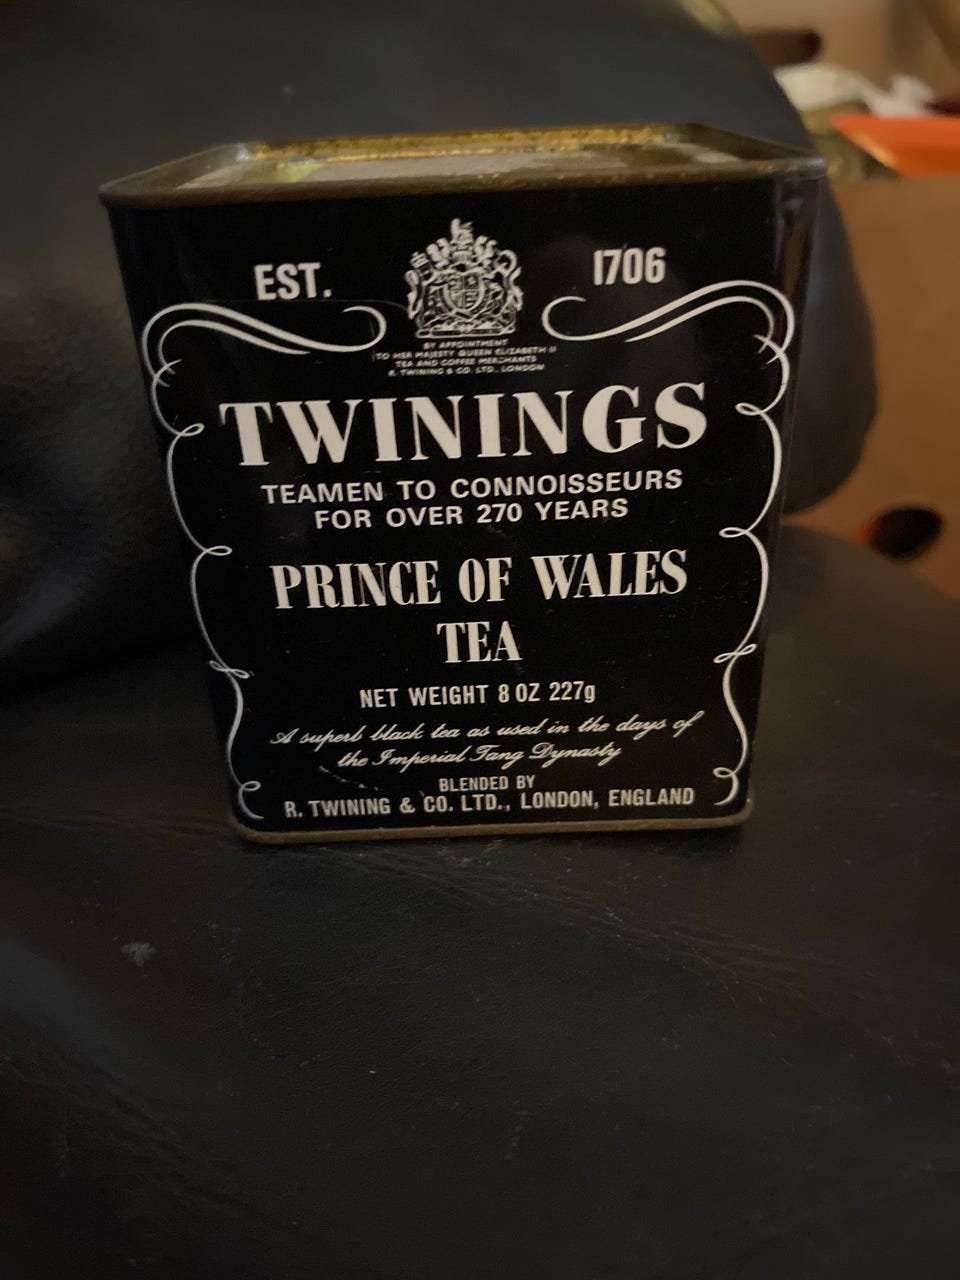 EST. 1706
BY APPOINTMENT
TO HER MAJESTY QUEEN ELIZABETH II
TEA AND COFFEE MERCHANTS
R. TWINING & CO. LTD., LONDON
TWININGS
TEAMEN TO CONNOISSEURS
FOR OVER 270 YEARS
PRINCE OF WALES
TEA
NET WEIGHT 8 OZ 227g
A superb black tea as used in the days of
the Imperial Tang Dynasty
BLENDED BY
R. TWINING & CO. LTD., LONDON, ENGLAND